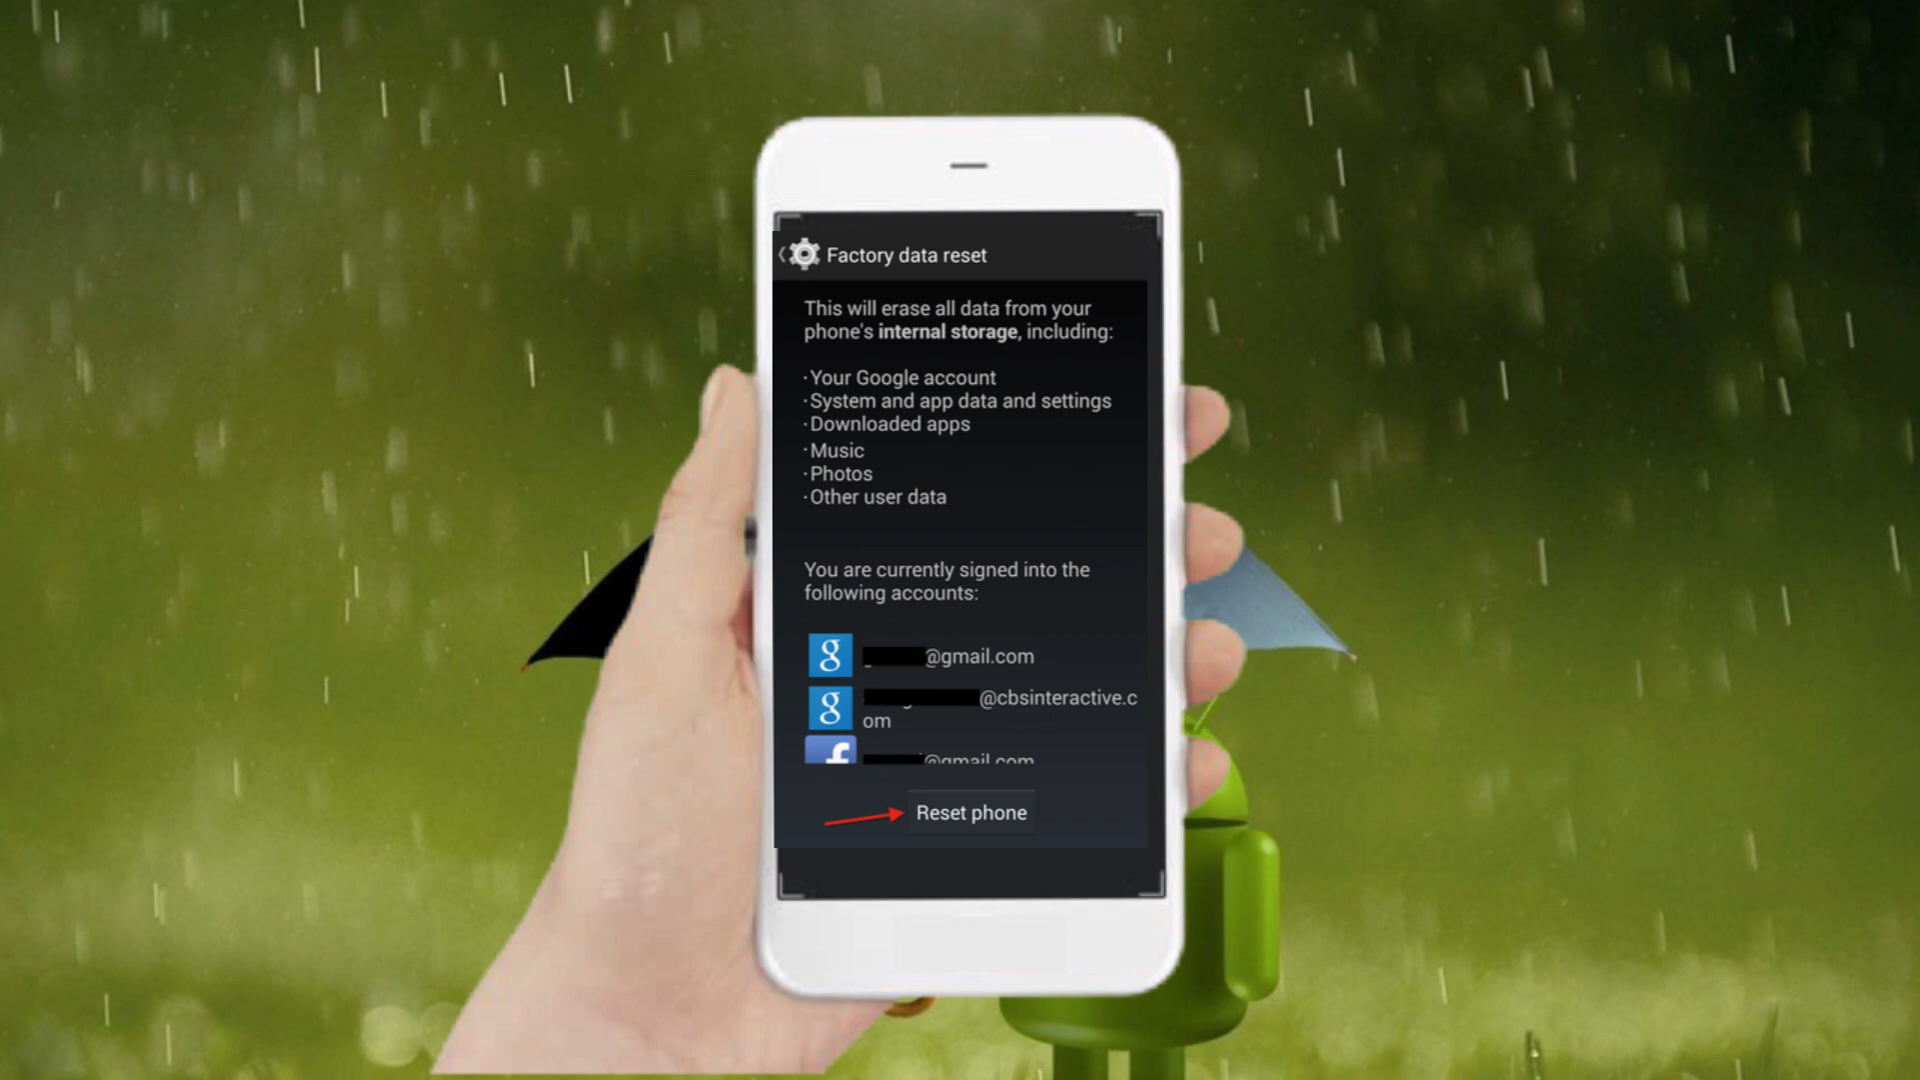 Factory data reset
This will erase all data from your
phone's internal storage, including:
·Your Google account
·System and app data and settings
·Downloaded apps
·Music
·Photos
·Other user data
You are currently signed into the
following accounts:
g
@gmail.com
g
@cbsinteractive.c
om
f
@gmail.com
Reset phone